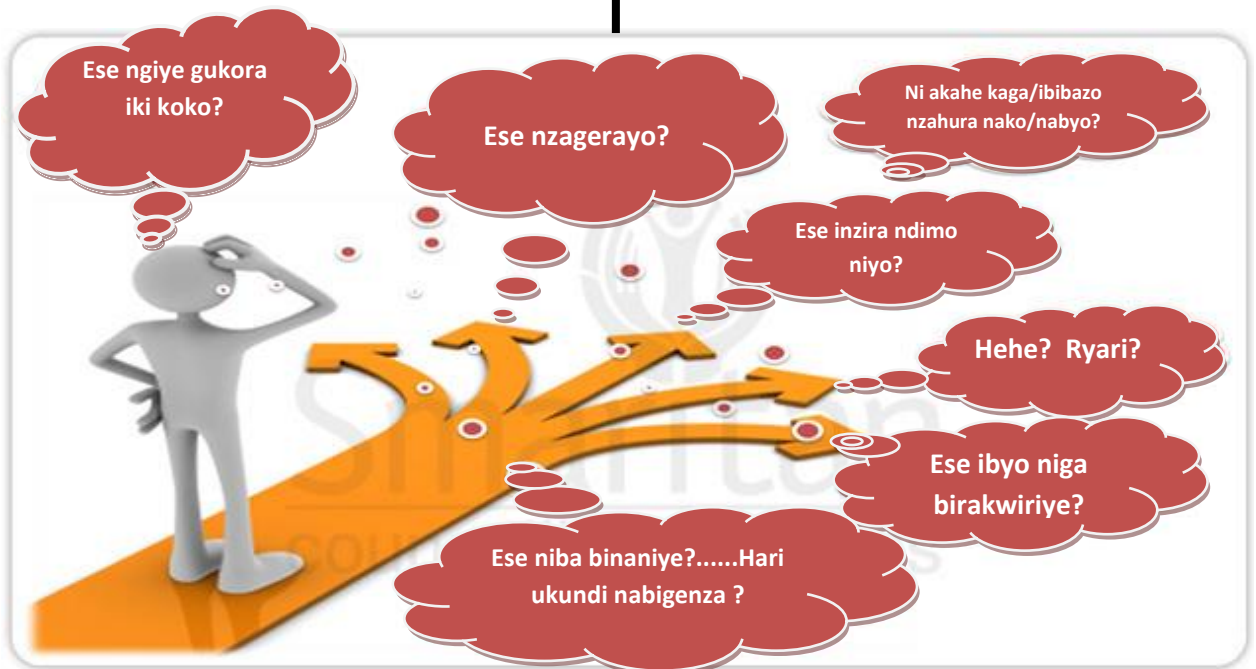 Ese ngiye gukora
iki koko?
Ese nzagerayo?
Ni akahe kaga/ibibazo
nzahura nako/nabyo?
Ese inzira ndimo
niyo?
Hehe? Ryari?
Ese ibyo niga
birakwiriye?
Ese niba binaniye?......Hari
ukundi nabigenza ?
Smaritan